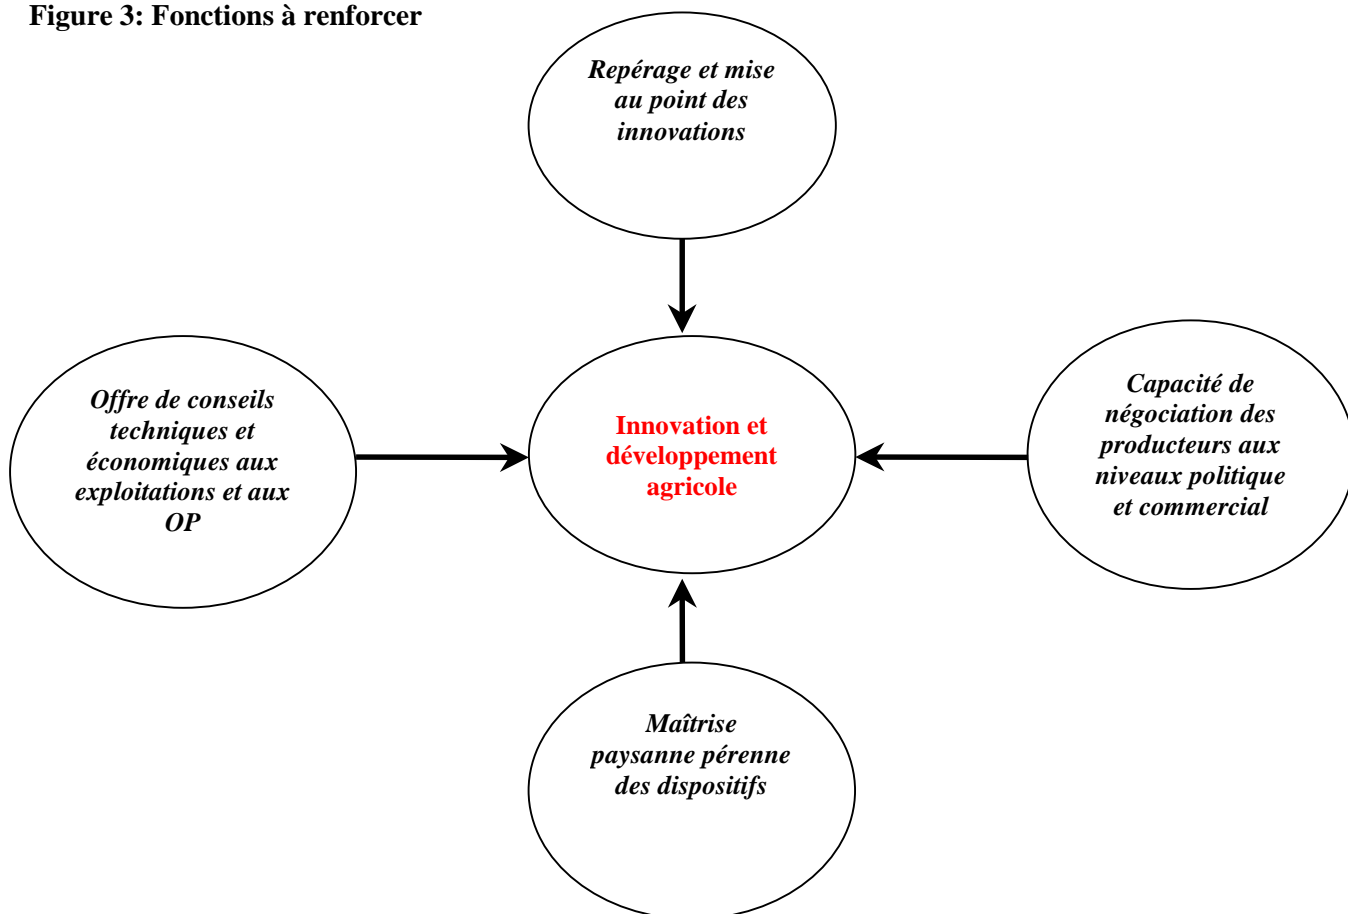 Figure 3: Fonctions à renforcer
Repérage et mise
au point des
innovations
Offre de conseils
techniques et
économiques aux
exploitations et aux
OP
Innovation et
développement
agricole
Capacité de
négociation des
producteurs aux
niveaux politique
et commercial
Maîtrise
paysanne pérenne
des dispositifs